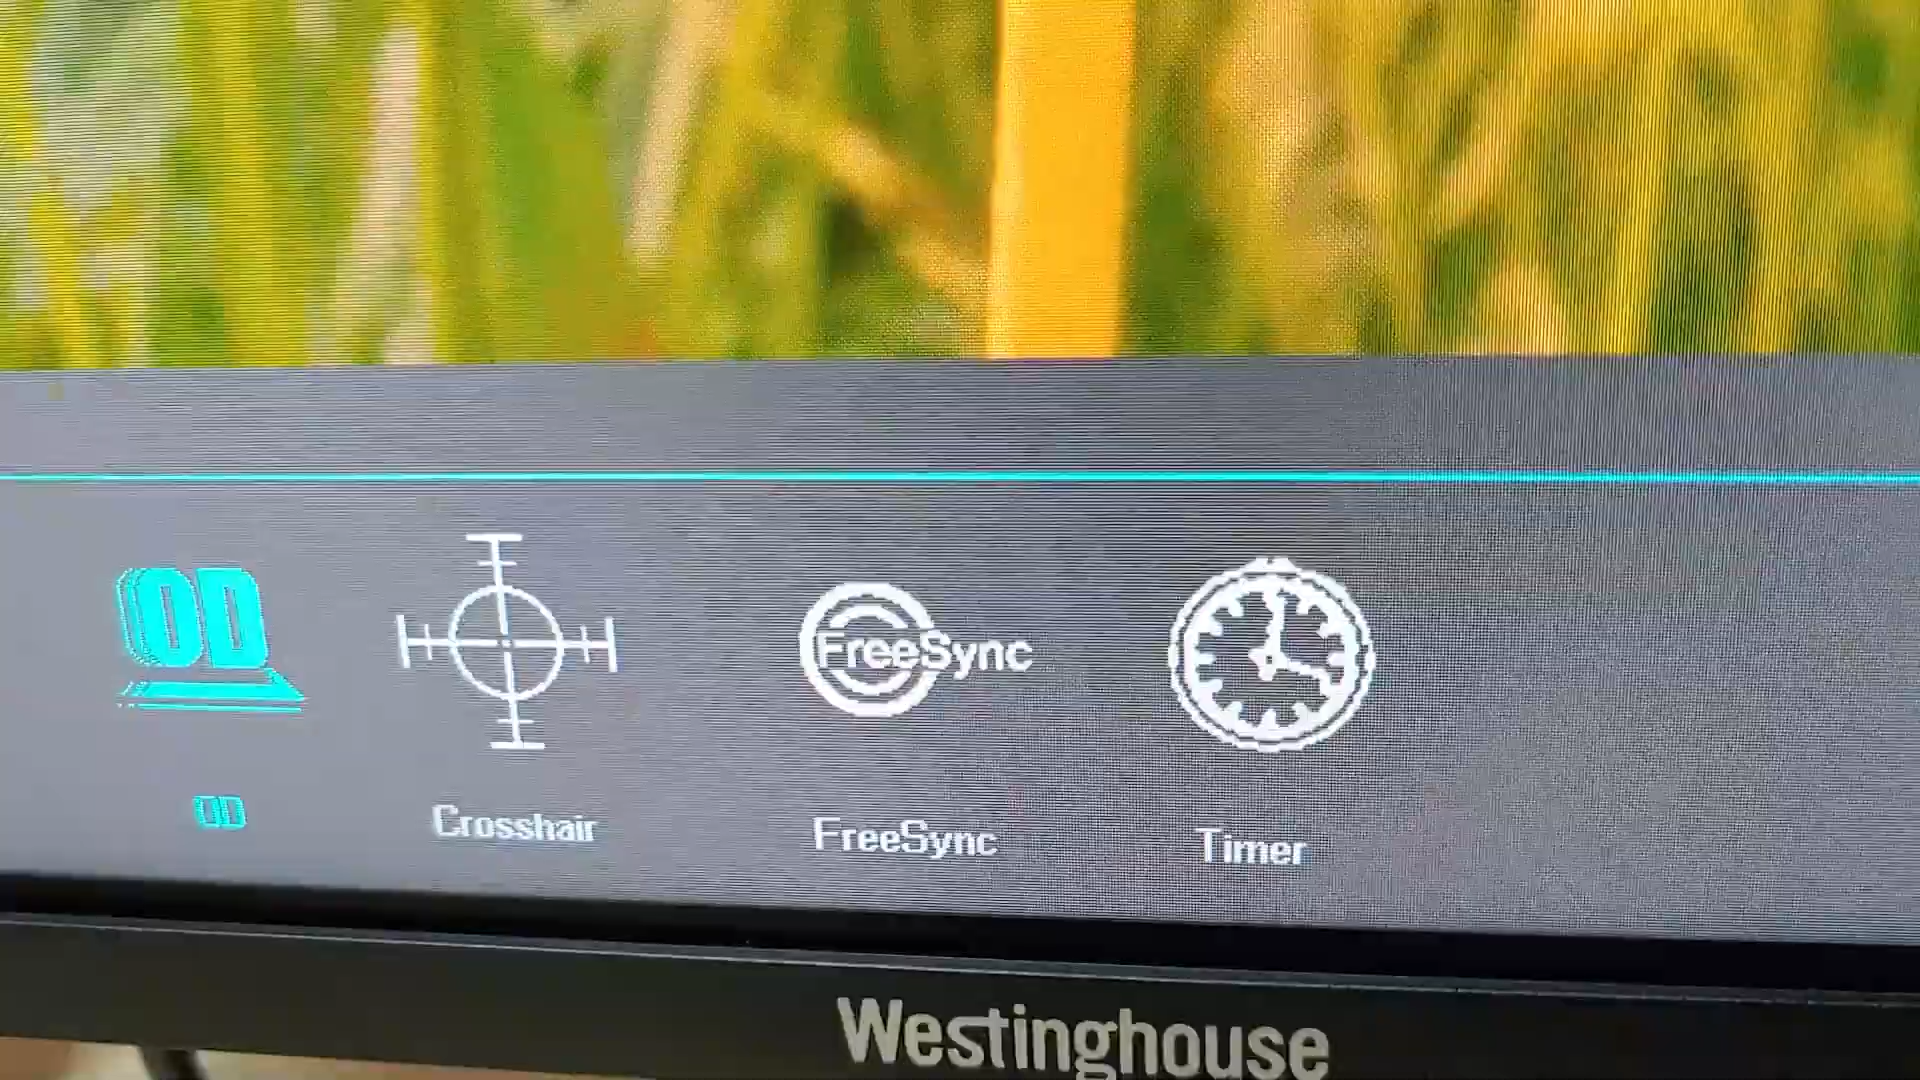 OD
FreeSync
OD
Crosshair
FreeSync
Timer
Westinghouse